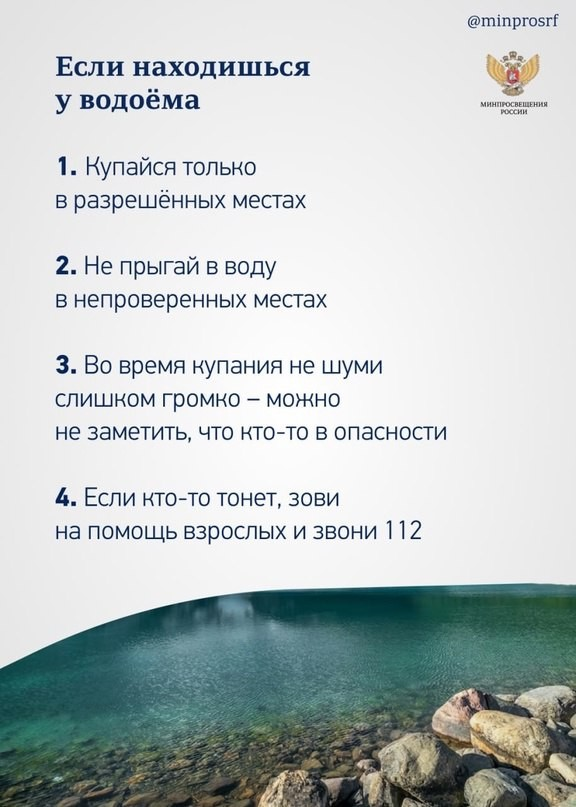 @minprosrf
МИНПРОСВЕЩЕНИЯ
РОССИИ
Если находишься
у водоёма
1. Купайся только
в разрешённых местах
2. Не прыгай в воду
в непроверенных местах
3. Во время купания не шуми
слишком громко – можно
не заметить, что кто-то в опасности
4. Если кто-то тонет, зови
на помощь взрослых и звони 112